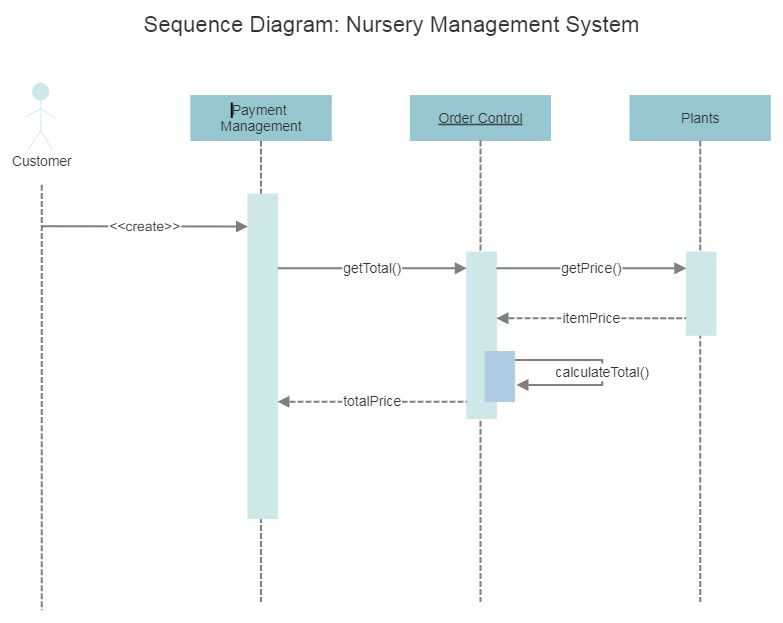 Sequence Diagram: Nursery Management System
Customer
Payment
Management
Order Control
Plants
<<create>>
getTotal()
getPrice()
itemPrice
calculateTotal()
totalPrice